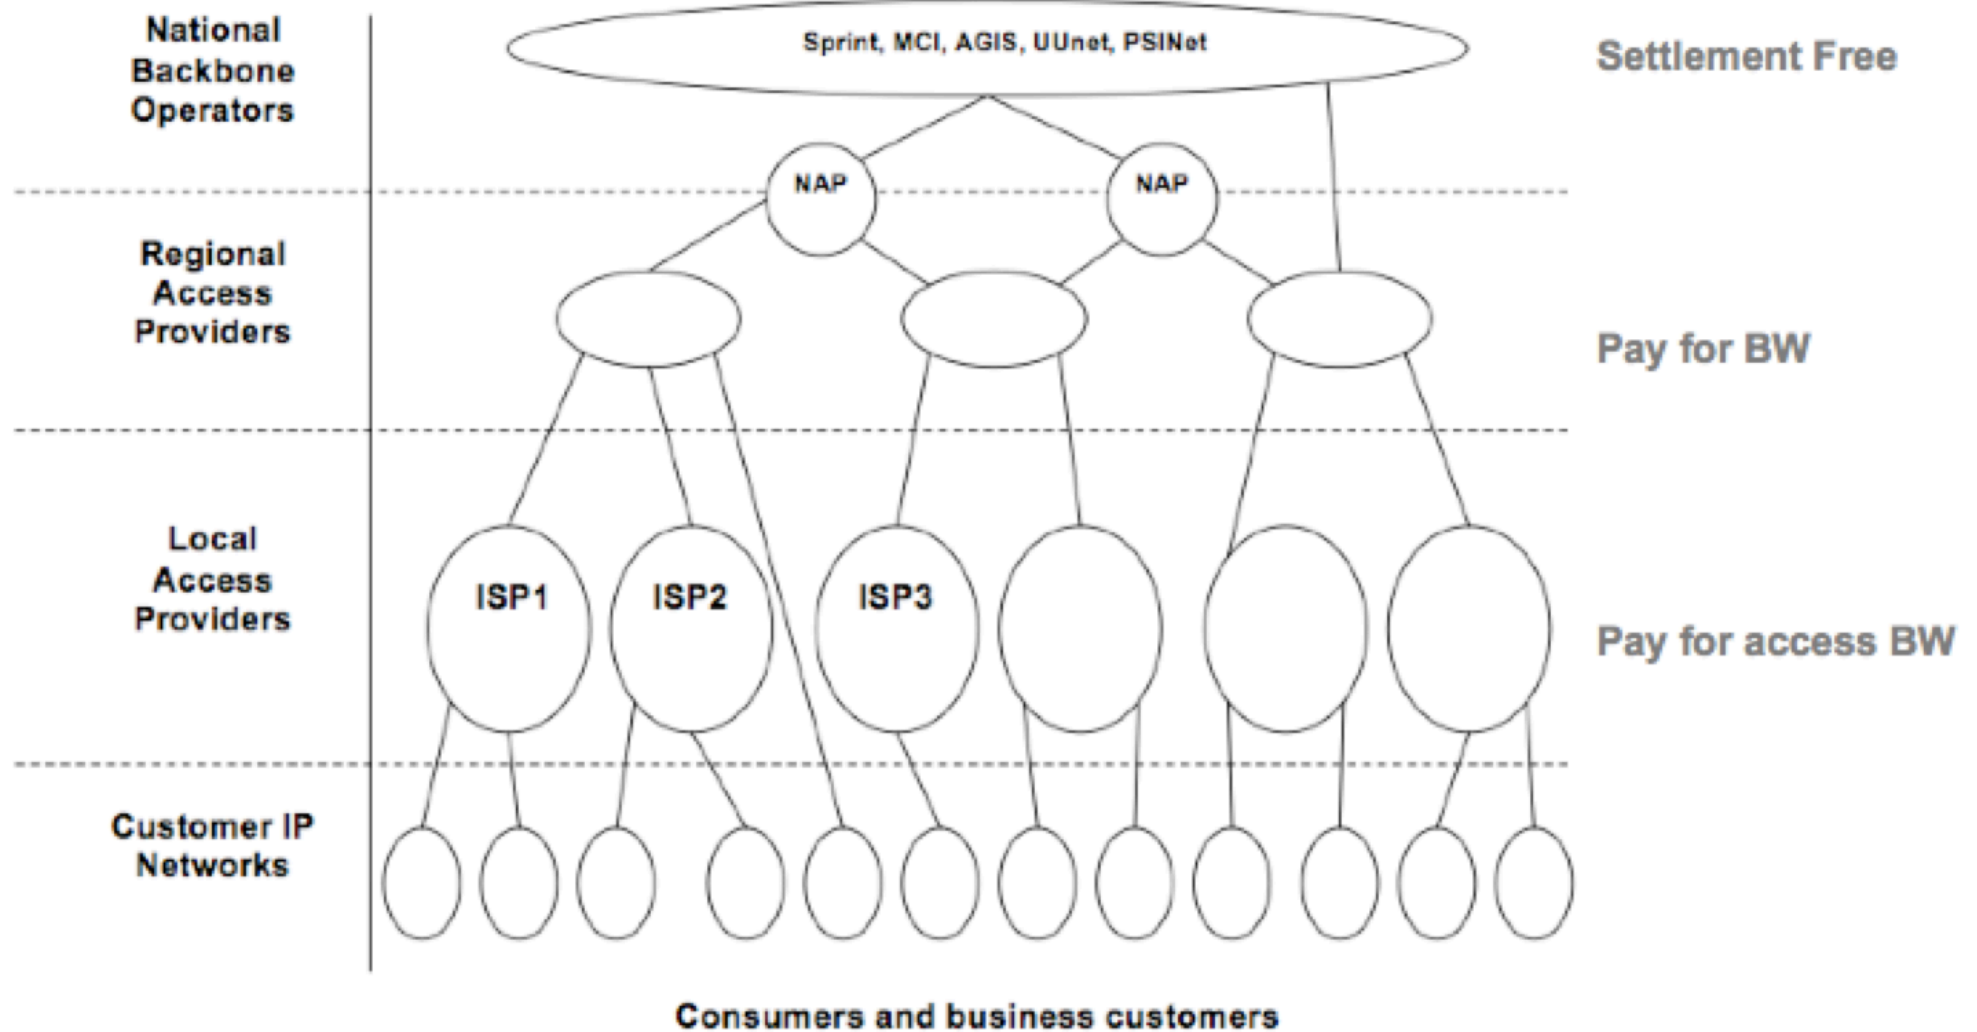 National
Backbone
Operators
Sprint, MCI, AGIS, UUnet, PSINet
Settlement Free
NAP
NAP
Regional
Access
Providers
Pay for BW
Local
Access
Providers
ISP1
ISP2
ISP3
Pay for access BW
Customer IP
Networks
Consumers and business customers